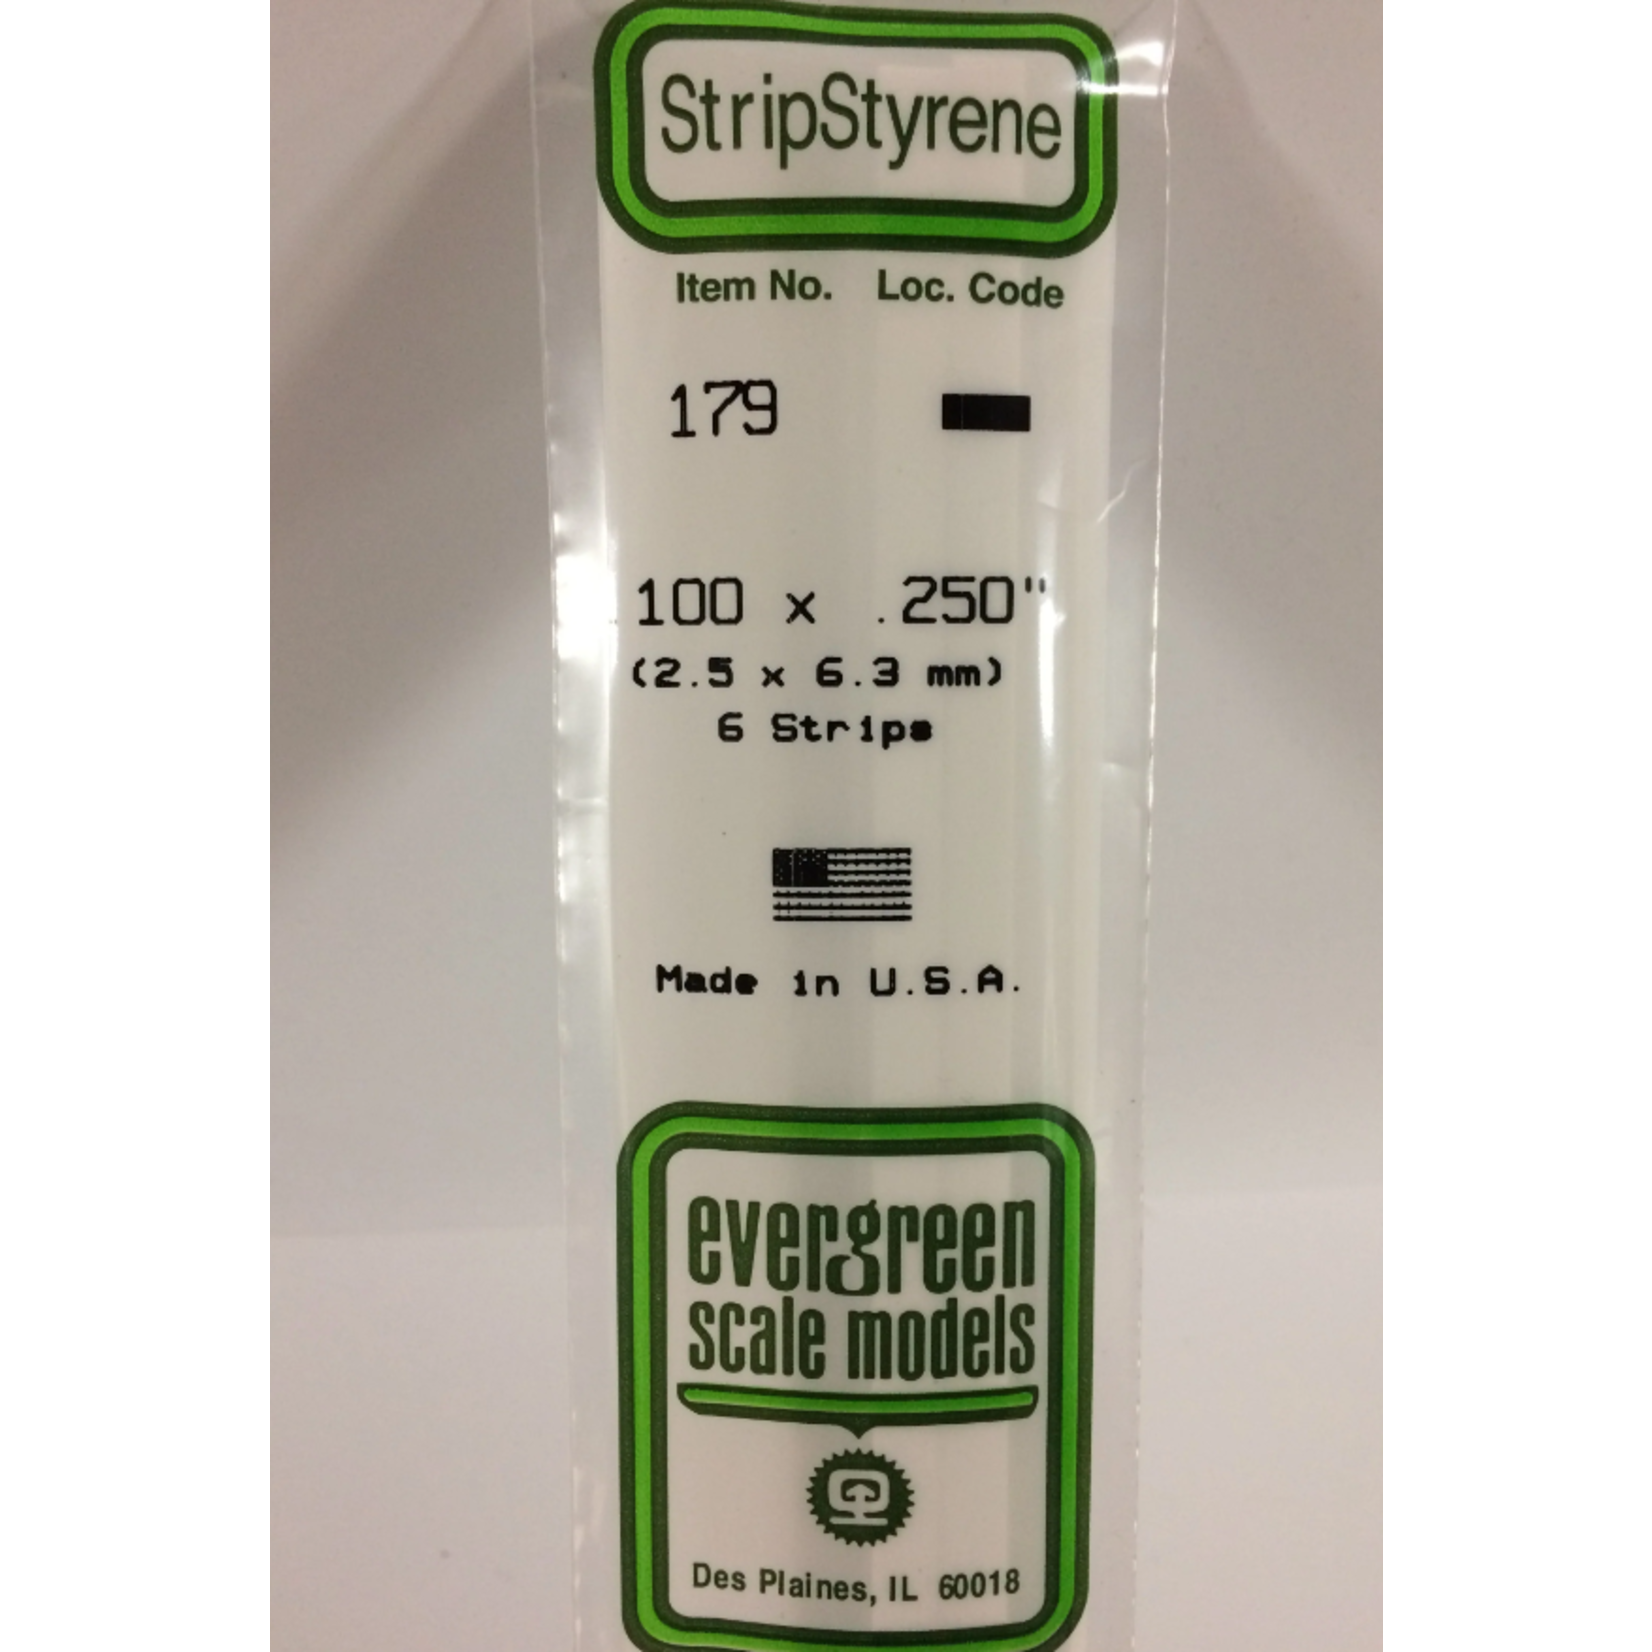 StripStyrene
Item No. Loc. Code
179
.100 x .250"
(2.5 x 6.3 mm)
6 Strips
Made in U.S.A.
evergreen
scale models
Des Plaines, IL 60018